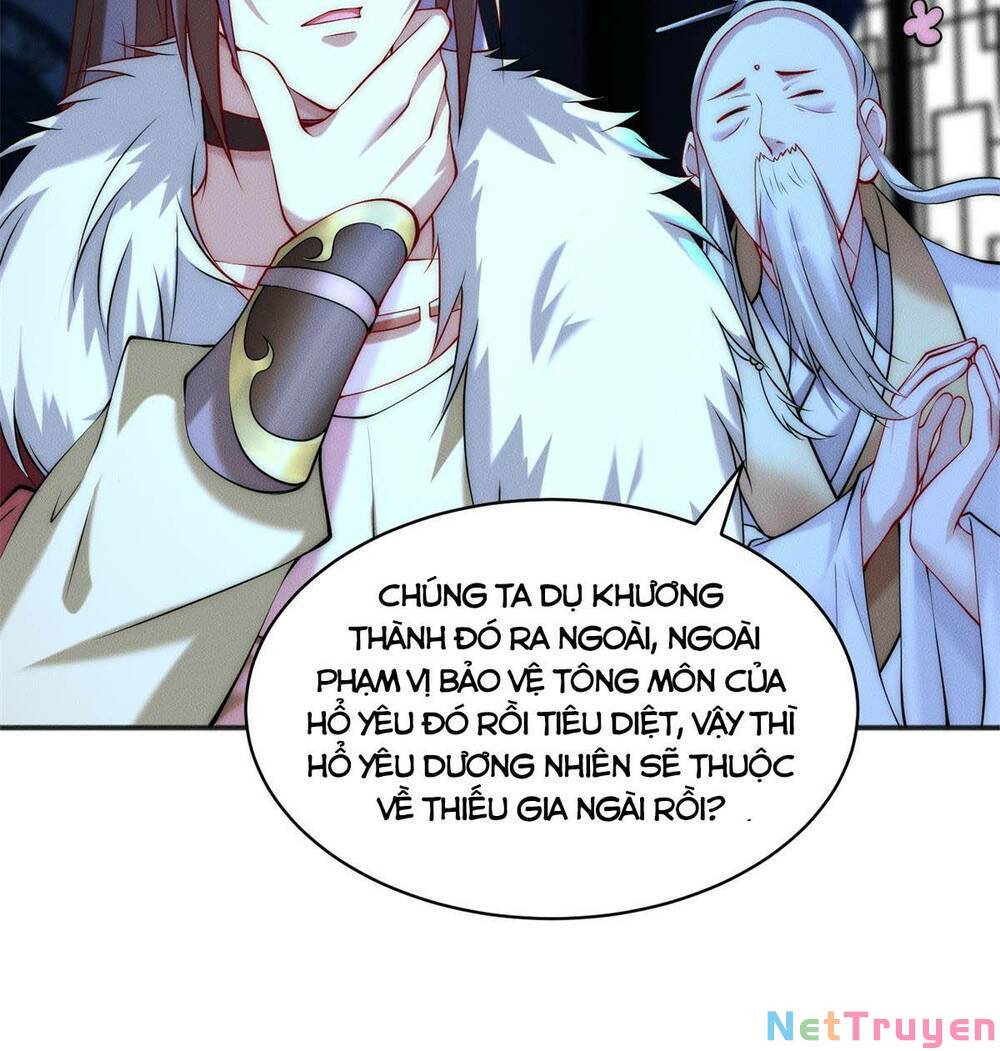 CHÚNG TA DỤ KHƯƠNG
THÀNH ĐÓ RA NGOÀI, NGOÀI
PHẠM VỊ BẢO VỆ TÔNG MÔN CỦA
HỔ YÊU ĐÓ RỒI TIÊU DIỆT, VẬY THÌ
HỔ YÊU DƯƠNG NHIÊN SẼ THUỘC
VỀ THIẾU GIA NGÀI RỒI?
NetTruyen